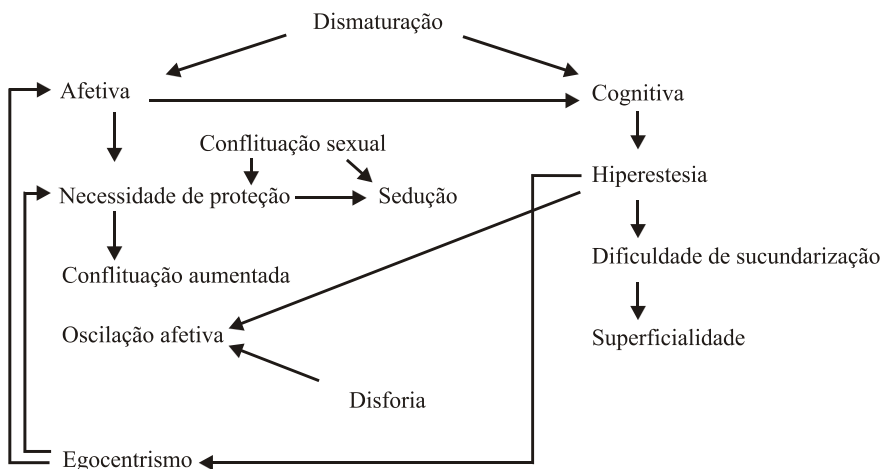 Dismaturação
Afetiva
Cognitiva
Conflituação sexual
Hiperestesia
Necessidade de proteção
Sedução
Dificuldade de sucundarização
Conflituação aumentada
Oscilação afetiva
Superficialidade
Disforia
Egocentrismo